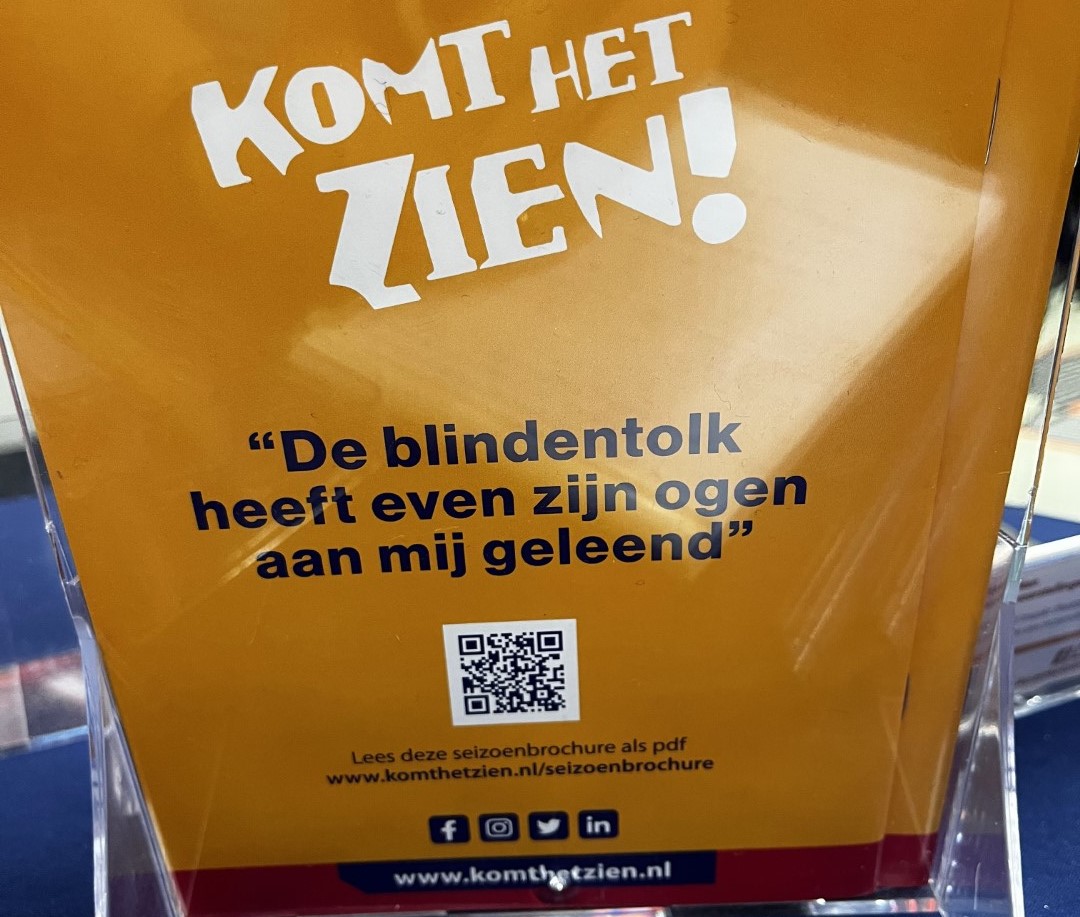 KOMT HET
ZIEN!
“De blindentolk
heeft even zijn ogen
aan mij geleend”
Lees deze seizoenbrochure als pdf
www.komthetzien.nl/seizoenbrochure
www.komthetzien.nl